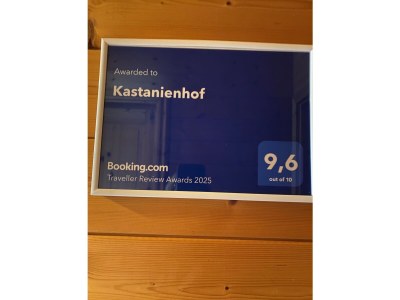 Awarded to
Kastanienhof
Booking.com
Traveller Review Awards 2025
9,6
out of 10